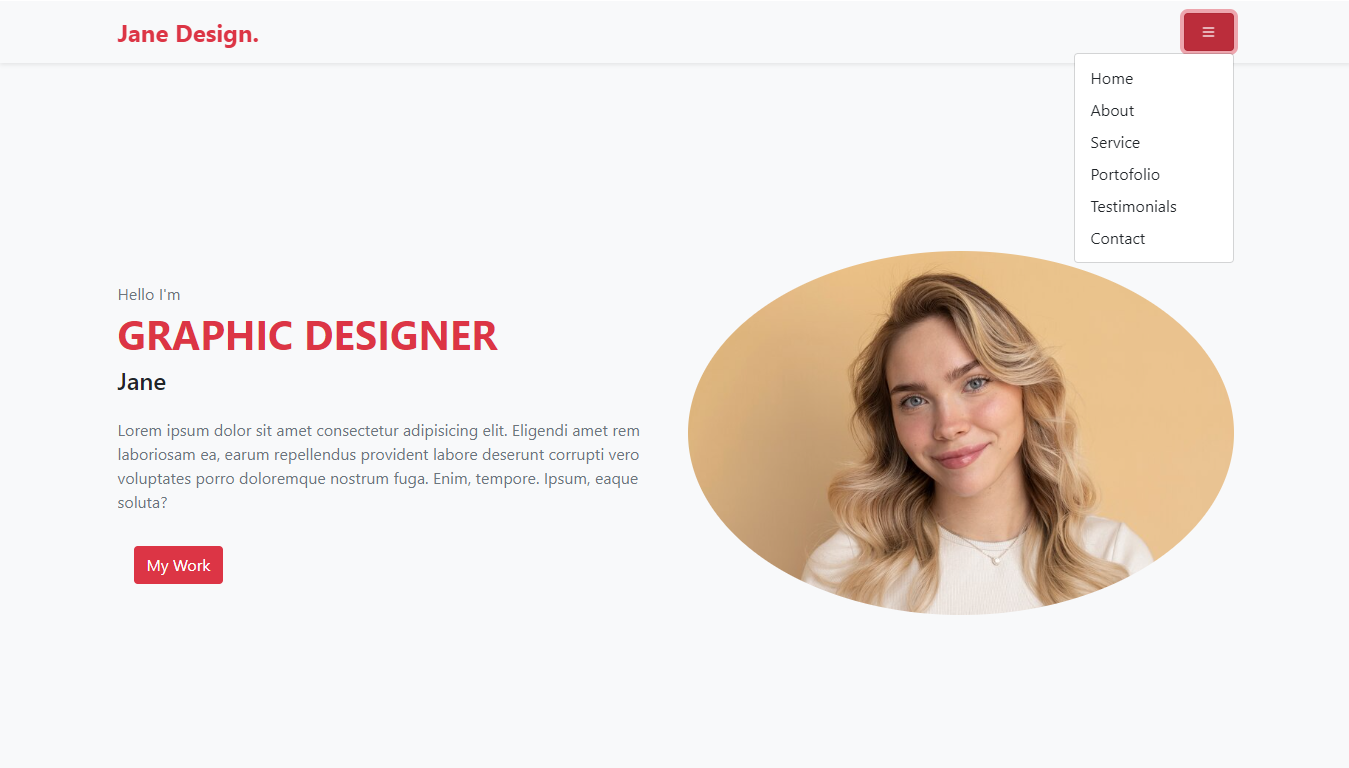 Jane Design.
Home
About
Service
Portofolio
Testimonials
Contact
Hello I'm
GRAPHIC DESIGNER
Jane
Lorem ipsum dolor sit amet consectetur adipisicing elit. Eligendi amet rem
laboriosam ea, earum repellendus provident labore deserunt corrupti vero
voluptates porro doloremque nostrum fuga. Enim, tempore. Ipsum, eaque
soluta?
My Work